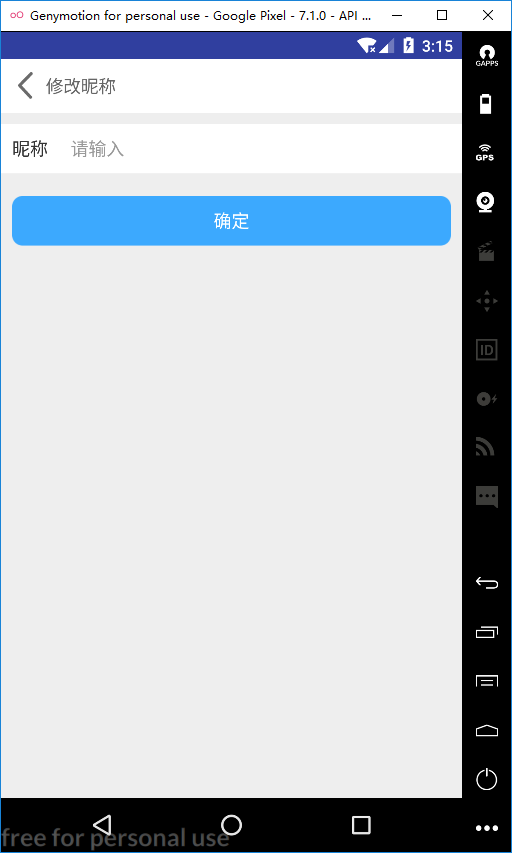 Genymotion for personal use - Google Pixel - 7.1.0 - API ...
3:15
GAPPS
修改昵称
昵称 请输入
GPS
确定
ID
free for personal use